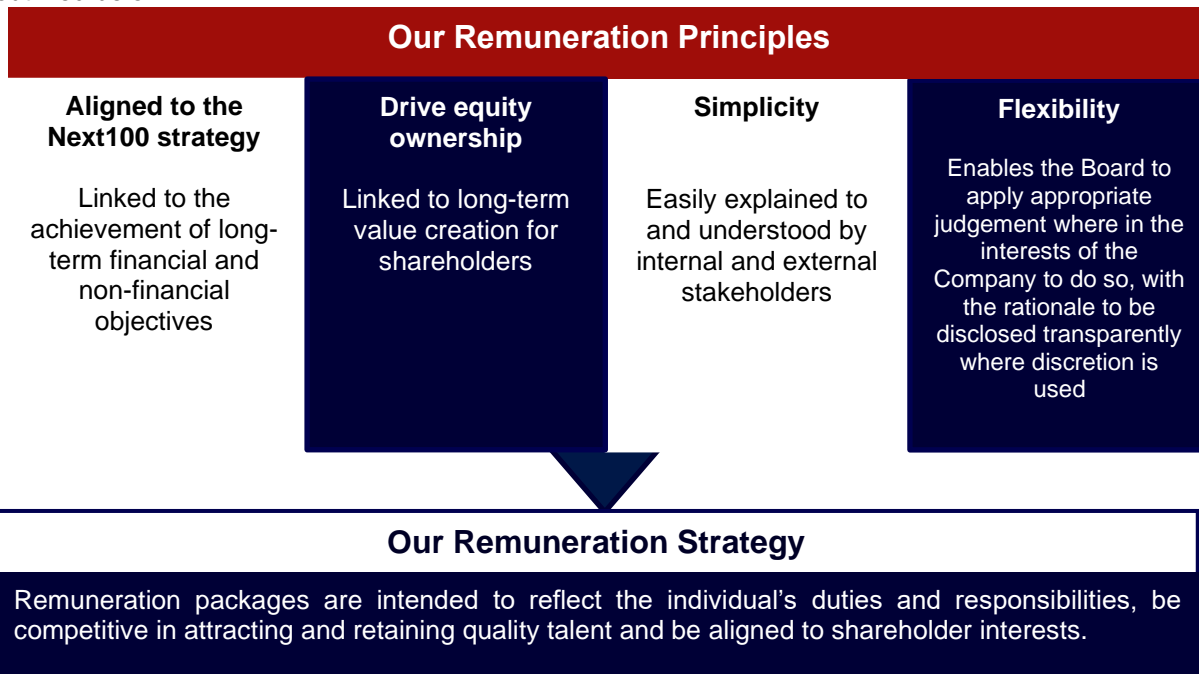 Our Remuneration Principles
Aligned to the
Next100 strategy
Linked to the
achievement of long-
term financial and
non-financial
objectives
Drive equity
ownership
Linked to long-term
value creation for
shareholders
Simplicity
Easily explained to
and understood by
internal and external
stakeholders
Flexibility
Enables the Board to
apply appropriate
judgement where in the
interests of the
Company to do so, with
the rationale to be
disclosed transparently
where discretion is
used
Our Remuneration Strategy
Remuneration packages are intended to reflect the individual’s duties and responsibilities, be
competitive in attracting and retaining quality talent and be aligned to shareholder interests.